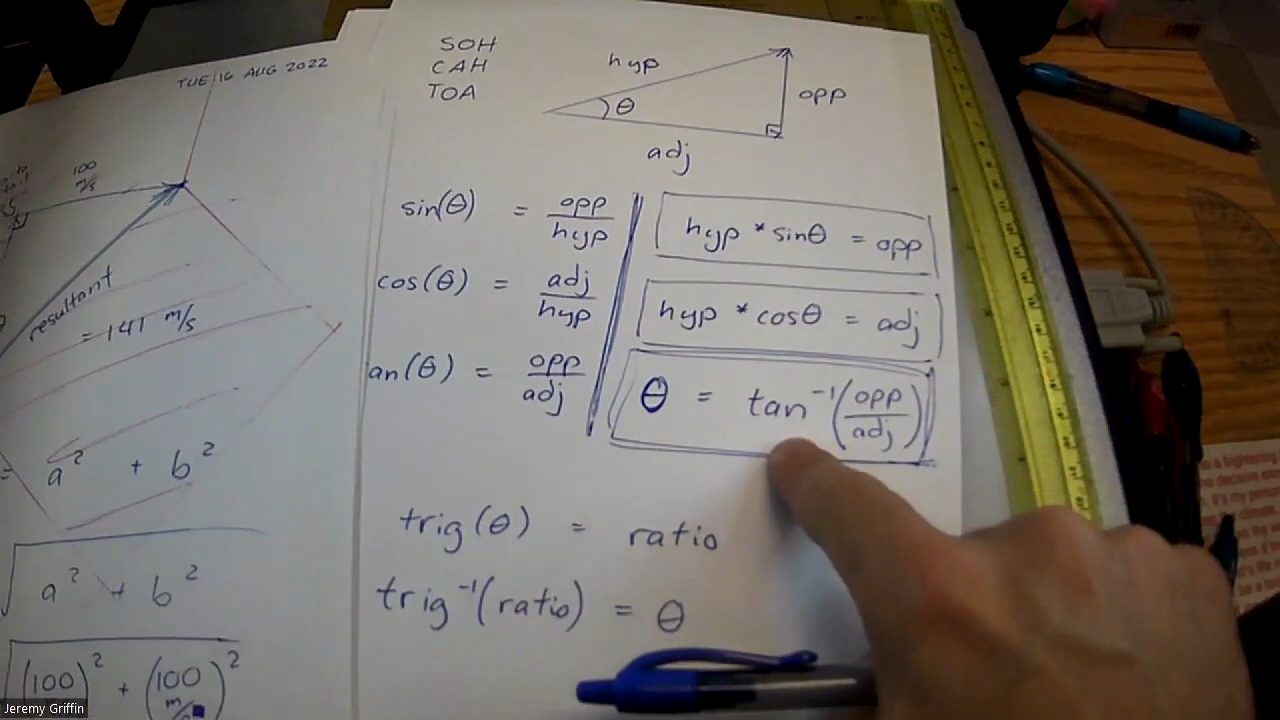 TUE 16 AUG 2022
100
m/s
resultant
= 141 m/s
= a² + b²
a² + b²
(100)² + (100
m/
)²
SOH
CAH
TOA
hyp
θ
opp
adj
sin(θ) = opp/hyp
cos(θ) = adj/hyp
an(θ) = opp/adj
hyp * sinθ = opp
hyp * cosθ = adj
θ = tan⁻¹(opp/adj)
trig(θ) = ratio
trig⁻¹(ratio) = θ
Jeremy Griffin